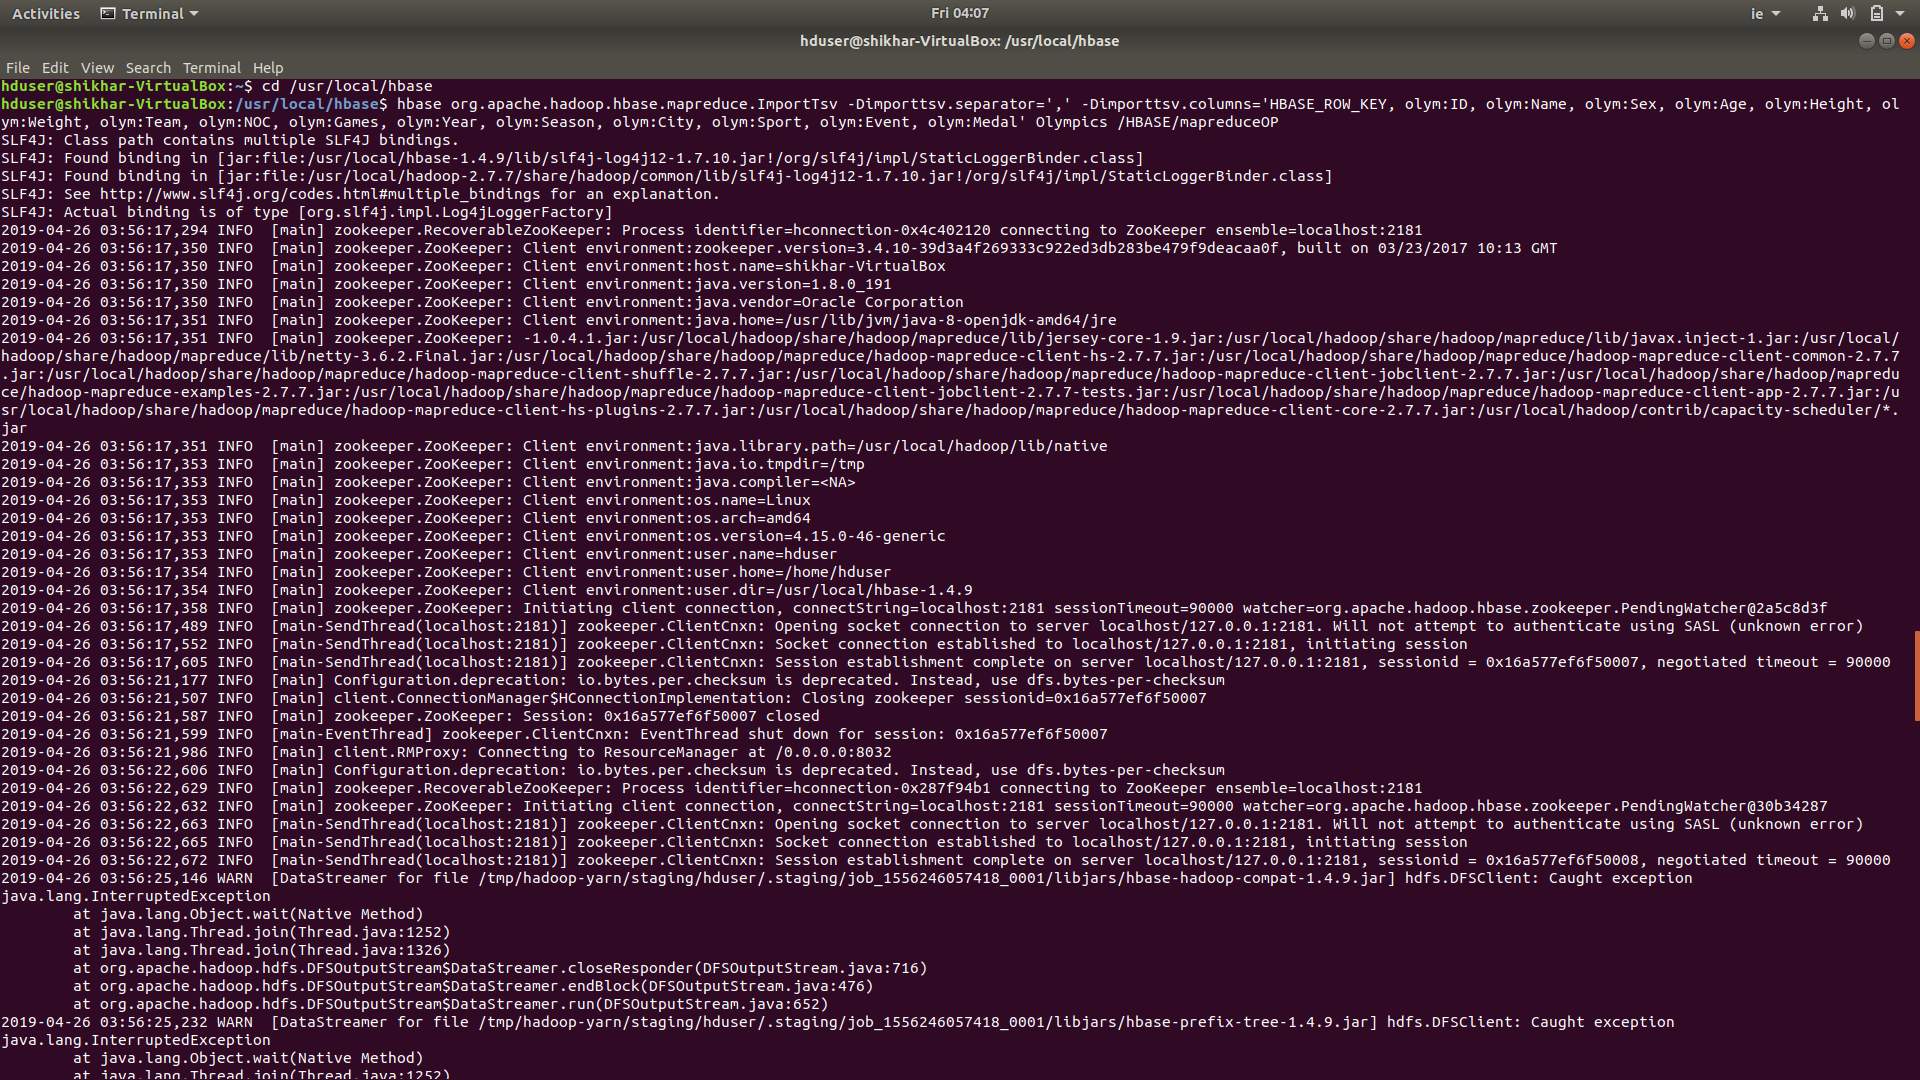 Activities Terminal Fri 04:07 ie
hduser@shikhar-VirtualBox: /usr/local/hbase
File Edit View Search Terminal Help
hduser@shikhar-VirtualBox:~$ cd /usr/local/hbase
hduser@shikhar-VirtualBox:/usr/local/hbase$ hbase org.apache.hadoop.hbase.mapreduce.ImportTsv -Dimporttsv.separator=',' -Dimporttsv.columns='HBASE_ROW_KEY, olym:ID, olym:Name, olym:Sex, olym:Age, olym:Height, ol
ym:Weight, olym:Team, olym:NOC, olym:Games, olym:Year, olym:Season, olym:City, olym:Sport, olym:Event, olym:Medal' Olympics /HBASE/mapreduceOP
SLF4J: Class path contains multiple SLF4J bindings.
SLF4J: Found binding in [jar:file:/usr/local/hbase-1.4.9/lib/slf4j-log4j12-1.7.10.jar!/org/slf4j/impl/StaticLoggerBinder.class]
SLF4J: Found binding in [jar:file:/usr/local/hadoop-2.7.7/share/hadoop/common/lib/slf4j-log4j12-1.7.10.jar!/org/slf4j/impl/StaticLoggerBinder.class]
SLF4J: See http://www.slf4j.org/codes.html#multiple_bindings for an explanation.
SLF4J: Actual binding is of type [org.slf4j.impl.Log4jLoggerFactory]
2019-04-26 03:56:17,294 INFO  [main] zookeeper.RecoverableZooKeeper: Process identifier=hconnection-0x4c402120 connecting to ZooKeeper ensemble=localhost:2181
2019-04-26 03:56:17,350 INFO  [main] zookeeper.ZooKeeper: Client environment:zookeeper.version=3.4.10-39d3a4f269333c922ed3db283be479f9deacaa0f, built on 03/23/2017 10:13 GMT
2019-04-26 03:56:17,350 INFO  [main] zookeeper.ZooKeeper: Client environment:host.name=shikhar-VirtualBox
2019-04-26 03:56:17,350 INFO  [main] zookeeper.ZooKeeper: Client environment:java.version=1.8.0_191
2019-04-26 03:56:17,350 INFO  [main] zookeeper.ZooKeeper: Client environment:java.vendor=Oracle Corporation
2019-04-26 03:56:17,351 INFO  [main] zookeeper.ZooKeeper: Client environment:java.home=/usr/lib/jvm/java-8-openjdk-amd64/jre
2019-04-26 03:56:17,351 INFO  [main] zookeeper.ZooKeeper: -1.0.4.1.jar:/usr/local/hadoop/share/hadoop/mapreduce/lib/jersey-core-1.9.jar:/usr/local/hadoop/share/hadoop/mapreduce/lib/javax.inject-1.jar:/usr/local/
hadoop/share/hadoop/mapreduce/lib/netty-3.6.2.Final.jar:/usr/local/hadoop/share/hadoop/mapreduce/hadoop-mapreduce-client-hs-2.7.7.jar:/usr/local/hadoop/share/hadoop/mapreduce/hadoop-mapreduce-client-common-2.7.7
.jar:/usr/local/hadoop/share/hadoop/mapreduce/hadoop-mapreduce-client-shuffle-2.7.7.jar:/usr/local/hadoop/share/hadoop/mapreduce/hadoop-mapreduce-client-jobclient-2.7.7.jar:/usr/local/hadoop/share/hadoop/mapredu
ce/hadoop-mapreduce-examples-2.7.7.jar:/usr/local/hadoop/share/hadoop/mapreduce/hadoop-mapreduce-client-jobclient-2.7.7-tests.jar:/usr/local/hadoop/share/hadoop/mapreduce/hadoop-mapreduce-client-app-2.7.7.jar:/u
sr/local/hadoop/share/hadoop/mapreduce/hadoop-mapreduce-client-hs-plugins-2.7.7.jar:/usr/local/hadoop/share/hadoop/mapreduce/hadoop-mapreduce-client-core-2.7.7.jar:/usr/local/hadoop/contrib/capacity-scheduler/*.
jar
2019-04-26 03:56:17,351 INFO  [main] zookeeper.ZooKeeper: Client environment:java.library.path=/usr/local/hadoop/lib/native
2019-04-26 03:56:17,353 INFO  [main] zookeeper.ZooKeeper: Client environment:java.io.tmpdir=/tmp
2019-04-26 03:56:17,353 INFO  [main] zookeeper.ZooKeeper: Client environment:java.compiler=<NA>
2019-04-26 03:56:17,353 INFO  [main] zookeeper.ZooKeeper: Client environment:os.name=Linux
2019-04-26 03:56:17,353 INFO  [main] zookeeper.ZooKeeper: Client environment:os.arch=amd64
2019-04-26 03:56:17,353 INFO  [main] zookeeper.ZooKeeper: Client environment:os.version=4.15.0-46-generic
2019-04-26 03:56:17,353 INFO  [main] zookeeper.ZooKeeper: Client environment:user.name=hduser
2019-04-26 03:56:17,354 INFO  [main] zookeeper.ZooKeeper: Client environment:user.home=/home/hduser
2019-04-26 03:56:17,354 INFO  [main] zookeeper.ZooKeeper: Client environment:user.dir=/usr/local/hbase-1.4.9
2019-04-26 03:56:17,358 INFO  [main] zookeeper.ZooKeeper: Initiating client connection, connectString=localhost:2181 sessionTimeout=90000 watcher=org.apache.hadoop.hbase.zookeeper.PendingWatcher@2a5c8d3f
2019-04-26 03:56:17,489 INFO  [main-SendThread(localhost:2181)] zookeeper.ClientCnxn: Opening socket connection to server localhost/127.0.0.1:2181. Will not attempt to authenticate using SASL (unknown error)
2019-04-26 03:56:17,552 INFO  [main-SendThread(localhost:2181)] zookeeper.ClientCnxn: Socket connection established to localhost/127.0.0.1:2181, initiating session
2019-04-26 03:56:17,605 INFO  [main-SendThread(localhost:2181)] zookeeper.ClientCnxn: Session establishment complete on server localhost/127.0.0.1:2181, sessionid = 0x16a577ef6f50007, negotiated timeout = 90000
2019-04-26 03:56:21,177 INFO  [main] Configuration.deprecation: io.bytes.per.checksum is deprecated. Instead, use dfs.bytes-per-checksum
2019-04-26 03:56:21,507 INFO  [main] client.ConnectionManager$HConnectionImplementation: Closing zookeeper sessionid=0x16a577ef6f50007
2019-04-26 03:56:21,587 INFO  [main] zookeeper.ZooKeeper: Session: 0x16a577ef6f50007 closed
2019-04-26 03:56:21,599 INFO  [main-EventThread] zookeeper.ClientCnxn: EventThread shut down for session: 0x16a577ef6f50007
2019-04-26 03:56:21,986 INFO  [main] client.RMProxy: Connecting to ResourceManager at /0.0.0.0:8032
2019-04-26 03:56:22,606 INFO  [main] Configuration.deprecation: io.bytes.per.checksum is deprecated. Instead, use dfs.bytes-per-checksum
2019-04-26 03:56:22,629 INFO  [main] zookeeper.RecoverableZooKeeper: Process identifier=hconnection-0x287f94b1 connecting to ZooKeeper ensemble=localhost:2181
2019-04-26 03:56:22,632 INFO  [main] zookeeper.ZooKeeper: Initiating client connection, connectString=localhost:2181 sessionTimeout=90000 watcher=org.apache.hadoop.hbase.zookeeper.PendingWatcher@30b34287
2019-04-26 03:56:22,663 INFO  [main-SendThread(localhost:2181)] zookeeper.ClientCnxn: Opening socket connection to server localhost/127.0.0.1:2181. Will not attempt to authenticate using SASL (unknown error)
2019-04-26 03:56:22,665 INFO  [main-SendThread(localhost:2181)] zookeeper.ClientCnxn: Socket connection established to localhost/127.0.0.1:2181, initiating session
2019-04-26 03:56:22,672 INFO  [main-SendThread(localhost:2181)] zookeeper.ClientCnxn: Session establishment complete on server localhost/127.0.0.1:2181, sessionid = 0x16a577ef6f50008, negotiated timeout = 90000
2019-04-26 03:56:25,146 WARN  [DataStreamer for file /tmp/hadoop-yarn/staging/hduser/.staging/job_1556246057418_0001/libjars/hbase-hadoop-compat-1.4.9.jar] hdfs.DFSClient: Caught exception
java.lang.InterruptedException
        at java.lang.Object.wait(Native Method)
        at java.lang.Thread.join(Thread.java:1252)
        at java.lang.Thread.join(Thread.java:1326)
        at org.apache.hadoop.hdfs.DFSOutputStream$DataStreamer.closeResponder(DFSOutputStream.java:716)
        at org.apache.hadoop.hdfs.DFSOutputStream$DataStreamer.endBlock(DFSOutputStream.java:476)
        at org.apache.hadoop.hdfs.DFSOutputStream$DataStreamer.run(DFSOutputStream.java:652)
2019-04-26 03:56:25,232 WARN  [DataStreamer for file /tmp/hadoop-yarn/staging/hduser/.staging/job_1556246057418_0001/libjars/hbase-prefix-tree-1.4.9.jar] hdfs.DFSClient: Caught exception
java.lang.InterruptedException
        at java.lang.Object.wait(Native Method)
        at java.lang.Thread.join(Thread.java:1252)